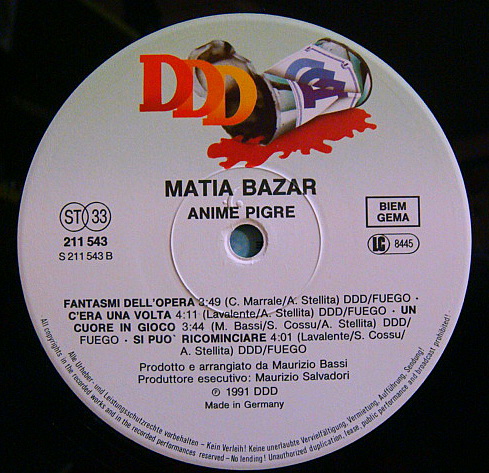 DDD
MATIA BAZAR
ANIME PIGRE
ST 33
211 543
S 211 543 B
BIEM
GEMA
LC 8445
FANTASMI DELL'OPERA 3:49 (C. Marrale/A. Stellita) DDD/FUEGO ·
C'ERA UNA VOLTA 4:11 (Lavalente/A. Stellita) DDD/FUEGO · UN
CUORE IN GIOCO 3:44 (M. Bassi/S. Cossu/A. Stellita) DDD/
FUEGO · SI PUO' RICOMINCIARE 4:01 (Lavalente/S. Cossu/
A. Stellita) DDD/FUEGO
Prodotto e arrangiato da Maurizio Bassi
Produttore esecutivo: Maurizio Salvadori
℗ 1991 DDD
Made in Germany
Alle Urheber- und Leistungsschutzrechte vorbehalten – Kein Verleih! Keine unerlaubte Vervielfältigung, Vermietung, Aufführung, Sendung!
All copyrights in the recorded works and in the recorded performances reserved – No lending! Unauthorized duplication, lease, public performance and broadcast prohibited!